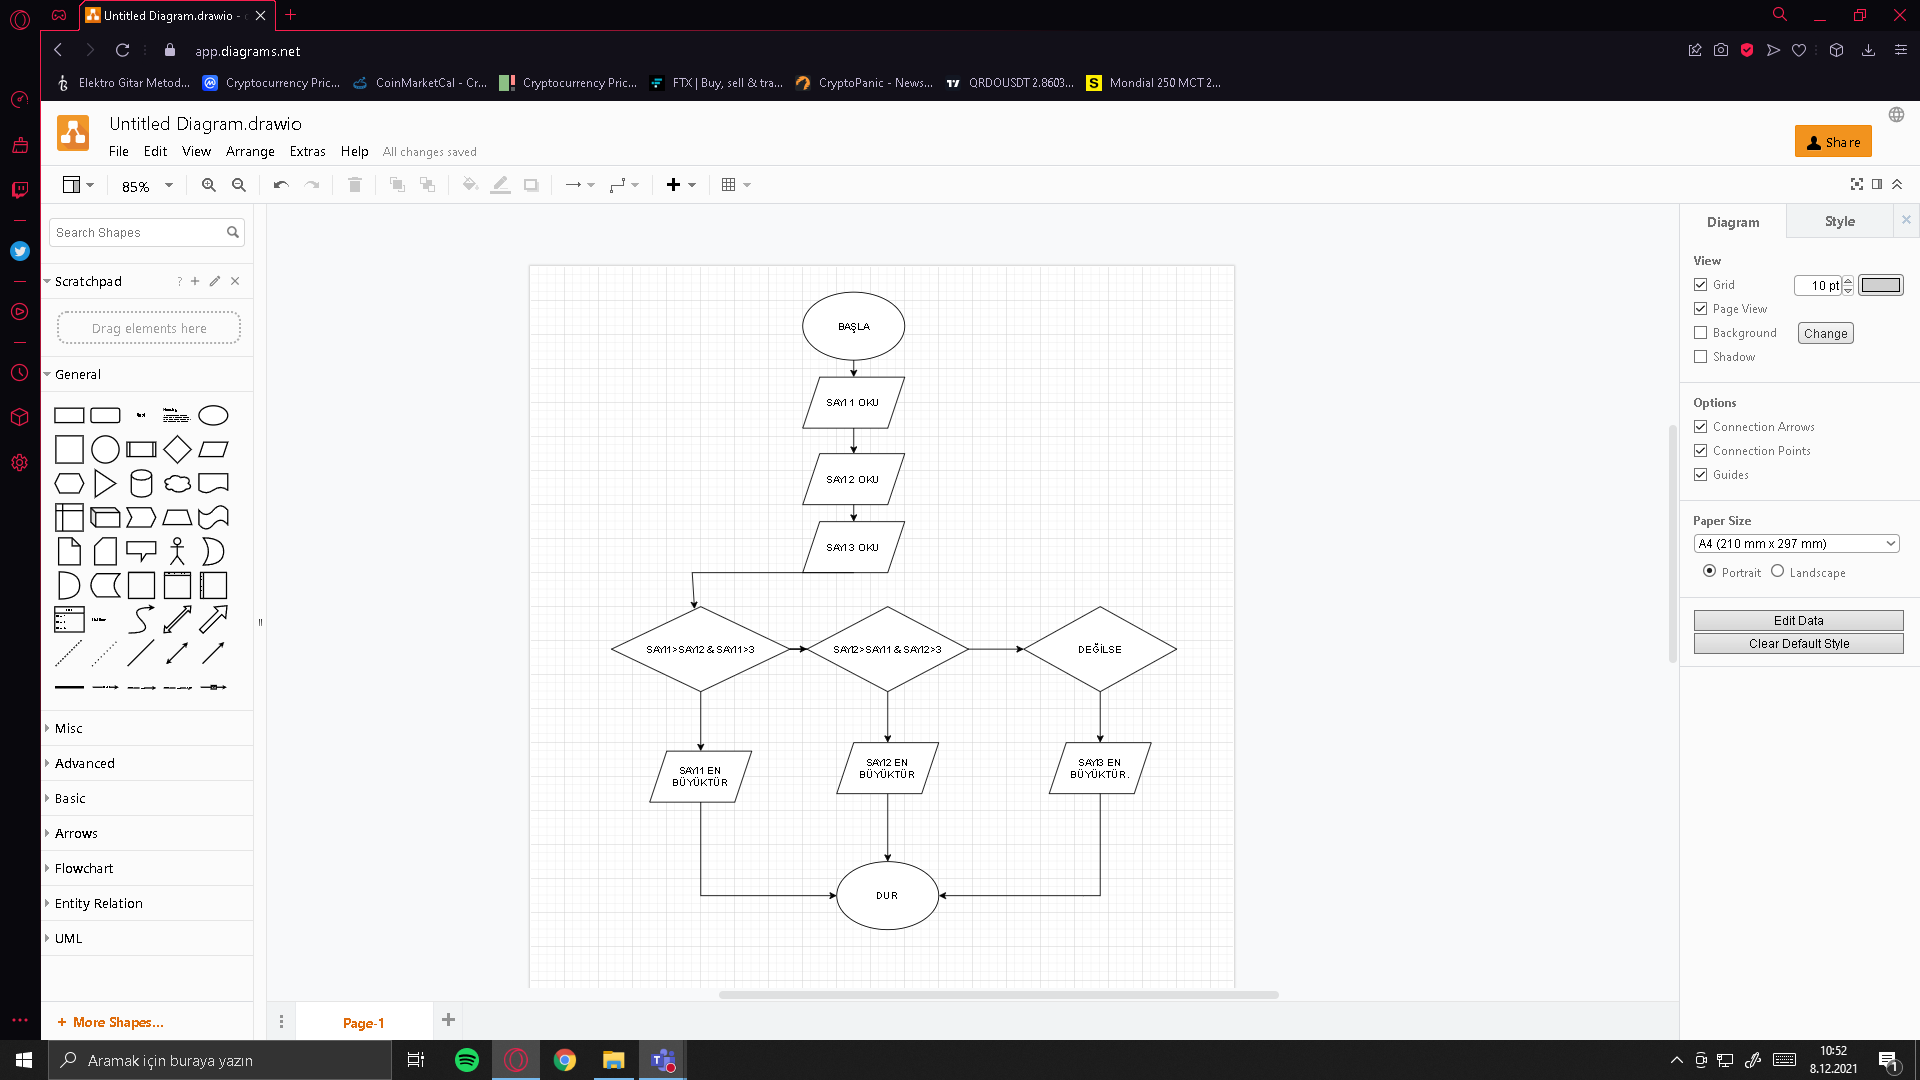 Untitled Diagram.drawio -
app.diagrams.net
Elektro Gitar Metod...
Cryptocurrency Pric...
CoinMarketCal - Cr...
Cryptocurrency Pric...
FTX | Buy, sell & tra...
CryptoPanic - News...
QRDOUSDT 2.8603...
Mondial 250 MCT 2...
Untitled Diagram.drawio
File Edit View Arrange Extras Help All changes saved
Share
85%
Search Shapes
Scratchpad
Drag elements here
General
Misc
Advanced
Basic
Arrows
Flowchart
Entity Relation
UML
+ More Shapes...
BAŞLA
SAYI1 OKU
SAYI2 OKU
SAYI3 OKU
SAYI1>SAYI2 & SAYI1>3
SAYI2>SAYI1 & SAYI2>3
DEĞİLSE
SAYI1 EN
BÜYÜKTÜR
SAYI2 EN
BÜYÜKTÜR
SAYI3 EN
BÜYÜKTÜR.
DUR
Page-1
Diagram
Style
View
Grid
10 pt
Page View
Background
Change
Shadow
Options
Connection Arrows
Connection Points
Guides
Paper Size
A4 (210 mm x 297 mm)
Portrait
Landscape
Edit Data
Clear Default Style
Aramak için buraya yazın
10:52
8.12.2021
1